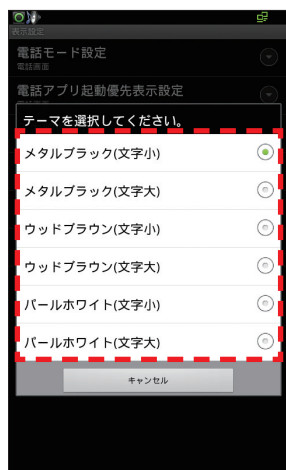 表示設定
電話モード設定
電話画面
電話アプリ起動優先表示設定
テーマを選択してください。
メタルブラック(文字小)
メタルブラック(文字大)
ウッドブラウン(文字小)
ウッドブラウン(文字大)
パールホワイト(文字小)
パールホワイト(文字大)
キャンセル